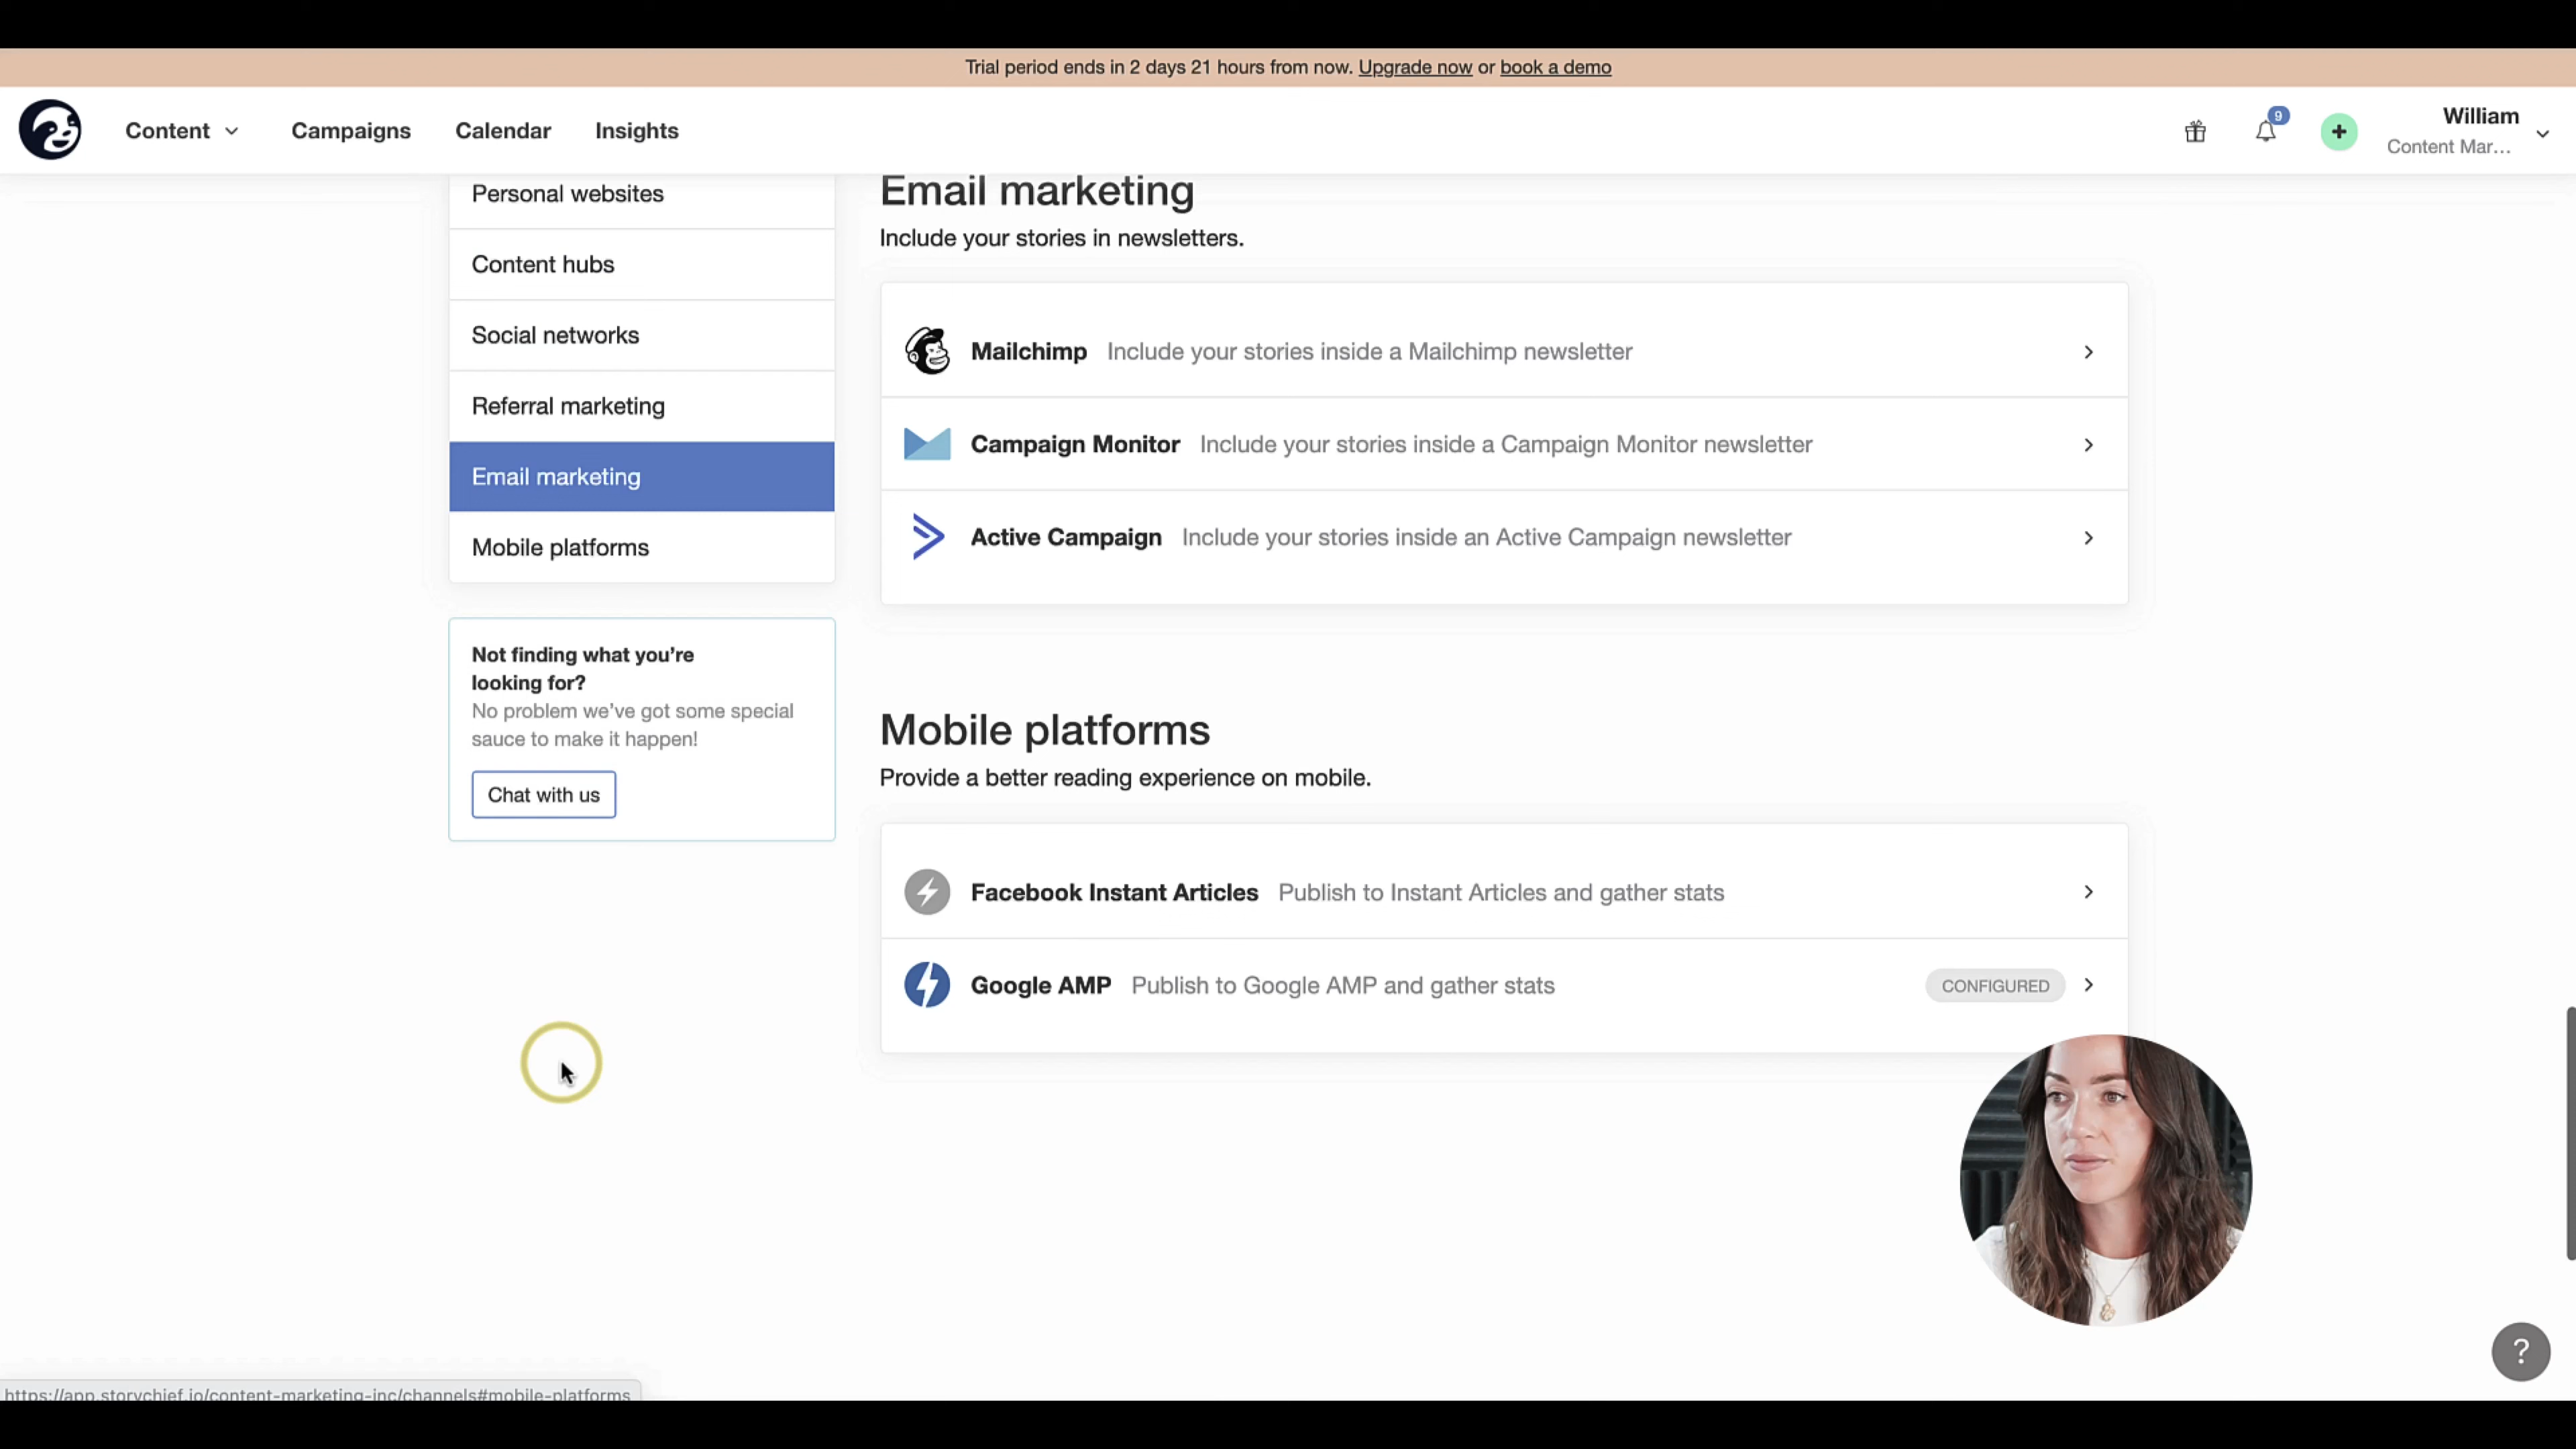 Trial period ends in 2 days 21 hours from now. Upgrade now or book a demo
Content
Campaigns
Calendar
Insights
9
William
Content Mar...
Personal websites
Content hubs
Social networks
Referral marketing
Email marketing
Mobile platforms
Not finding what you’re
looking for?
No problem we’ve got some special
sauce to make it happen!
Chat with us
Email marketing
Include your stories in newsletters.
Mailchimp Include your stories inside a Mailchimp newsletter
Campaign Monitor Include your stories inside a Campaign Monitor newsletter
Active Campaign Include your stories inside an Active Campaign newsletter
Mobile platforms
Provide a better reading experience on mobile.
Facebook Instant Articles Publish to Instant Articles and gather stats
Google AMP Publish to Google AMP and gather stats CONFIGURED
?
https://app.storychief.io/content-marketing-inc/channels#mobile-platforms